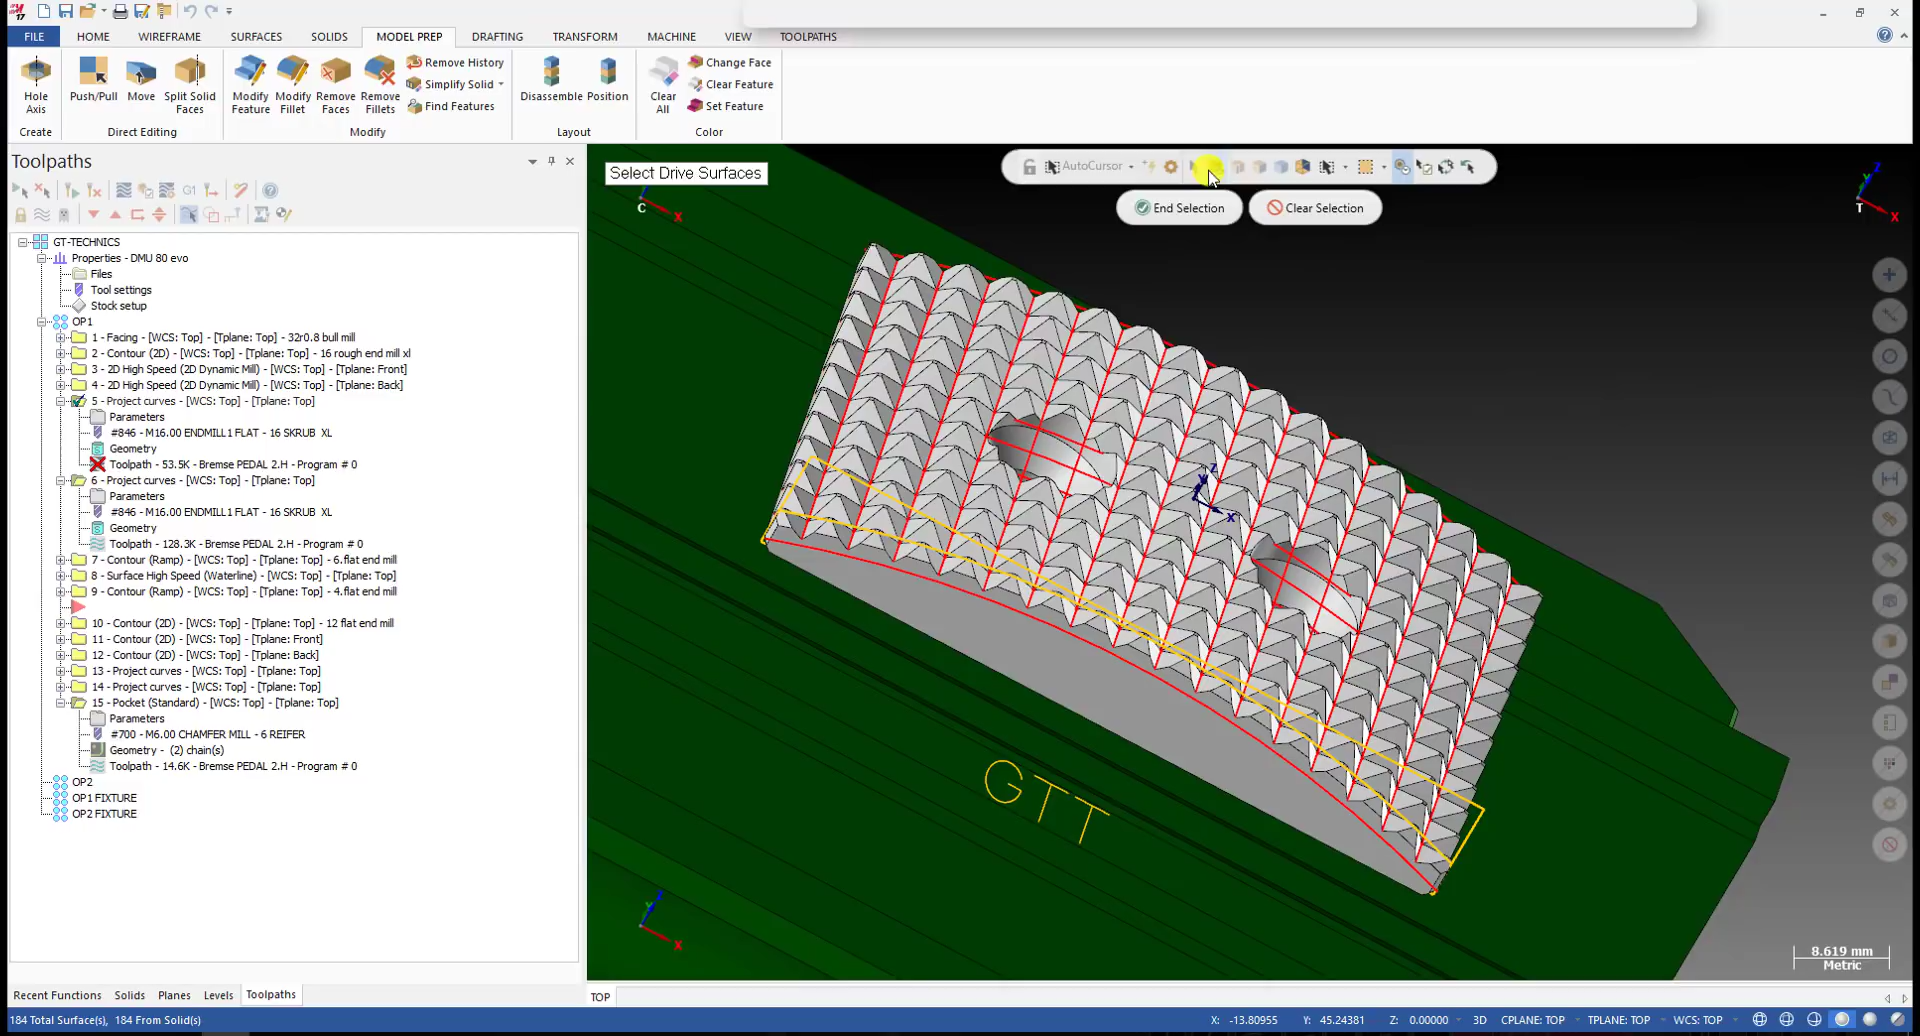 17
FILE
HOME
WIREFRAME
SURFACES
SOLIDS
MODEL PREP
DRAFTING
TRANSFORM
MACHINE
VIEW
TOOLPATHS
Hole Axis
Push/Pull
Move
Split Solid Faces
Modify Feature
Modify Fillet
Remove Faces
Remove Fillets
Remove History
Simplify Solid
Find Features
Disassemble
Position
Clear All
Change Face
Clear Feature
Set Feature
Create
Direct Editing
Modify
Layout
Color
Toolpaths
G1
GT-TECHNICS
Properties - DMU 80 evo
Files
Tool settings
Stock setup
OP1
1 - Facing - [WCS: Top] - [Tplane: Top] - 32r0.8 bull mill
2 - Contour (2D) - [WCS: Top] - [Tplane: Top] - 16 rough end mill xl
3 - 2D High Speed (2D Dynamic Mill) - [WCS: Top] - [Tplane: Front]
4 - 2D High Speed (2D Dynamic Mill) - [WCS: Top] - [Tplane: Back]
5 - Project curves - [WCS: Top] - [Tplane: Top]
Parameters
#846 - M16.00 ENDMILL1 FLAT - 16 SKRUB XL
Geometry
Toolpath - 53.5K - Bremse PEDAL 2.H - Program # 0
6 - Project curves - [WCS: Top] - [Tplane: Top]
Parameters
#846 - M16.00 ENDMILL1 FLAT - 16 SKRUB XL
Geometry
Toolpath - 128.3K - Bremse PEDAL 2.H - Program # 0
7 - Contour (Ramp) - [WCS: Top] - [Tplane: Top] - 6.flat end mill
8 - Surface High Speed (Waterline) - [WCS: Top] - [Tplane: Top]
9 - Contour (Ramp) - [WCS: Top] - [Tplane: Top] - 4.flat end mill
10 - Contour (2D) - [WCS: Top] - [Tplane: Top] - 12 flat end mill
11 - Contour (2D) - [WCS: Top] - [Tplane: Front]
12 - Contour (2D) - [WCS: Top] - [Tplane: Back]
13 - Project curves - [WCS: Top] - [Tplane: Top]
14 - Project curves - [WCS: Top] - [Tplane: Top]
15 - Pocket (Standard) - [WCS: Top] - [Tplane: Top]
Parameters
#700 - M6.00 CHAMFER MILL - 6 REIFER
Geometry - (2) chain(s)
Toolpath - 14.6K - Bremse PEDAL 2.H - Program # 0
OP2
OP1 FIXTURE
OP2 FIXTURE
Recent Functions
Solids
Planes
Levels
Toolpaths
Select Drive Surfaces
AutoCursor
End Selection
Clear Selection
C
X
Y
T
X
Z
X
GTT
X
8.619 mm
Metric
TOP
184 Total Surface(s), 184 From Solid(s)
X: -13.80955
Y: 45.24381
Z: 0.00000
3D
CPLANE: TOP
TPLANE: TOP
WCS: TOP